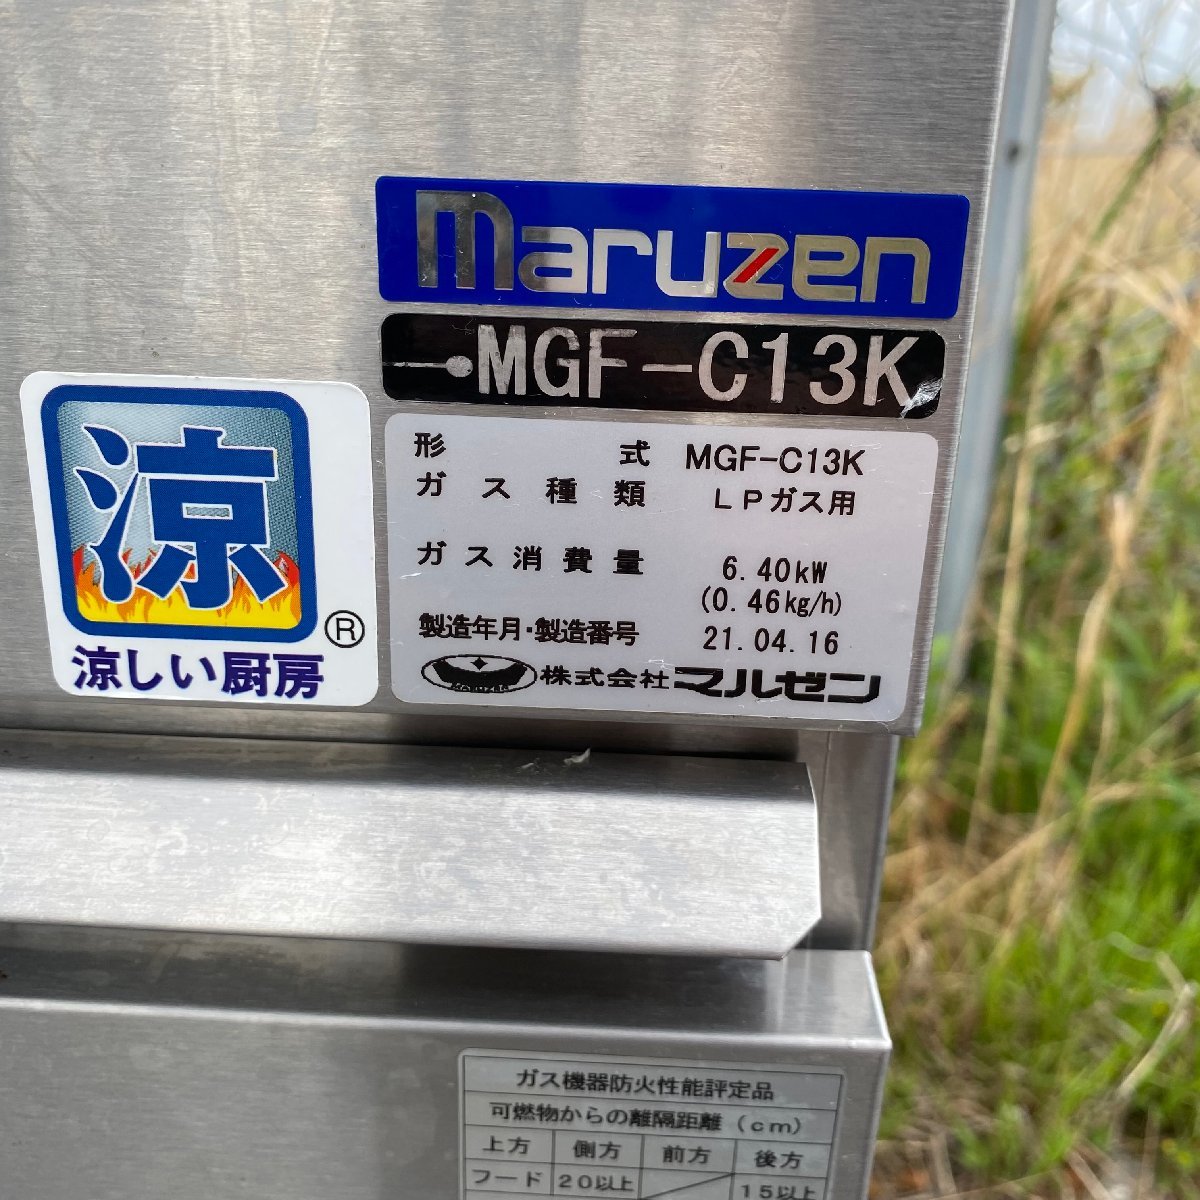 maruzen
MGF-C13K
涼
®
涼しい厨房
形式 MGF-C13K
ガス種類 LPガス用
ガス消費量 6.40kW
(0.46kg/h)
製造年月・製造番号 21.04.16
MARUZEN 株式会社マルゼン
ガス機器防火性能評定品
可燃物からの離隔距離(cm)
上方 側方 前方 後方
フード 20以上 15以上